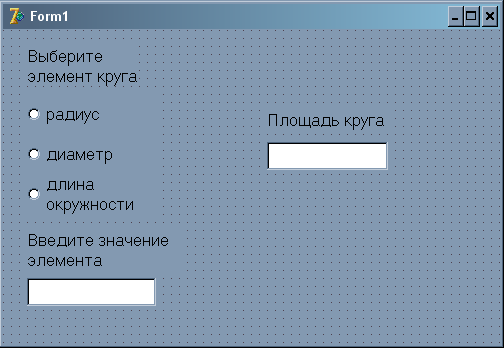 Form1
Выберите
элемент круга
радиус
диаметр
длина
окружности
Введите значение
элемента
Площадь круга